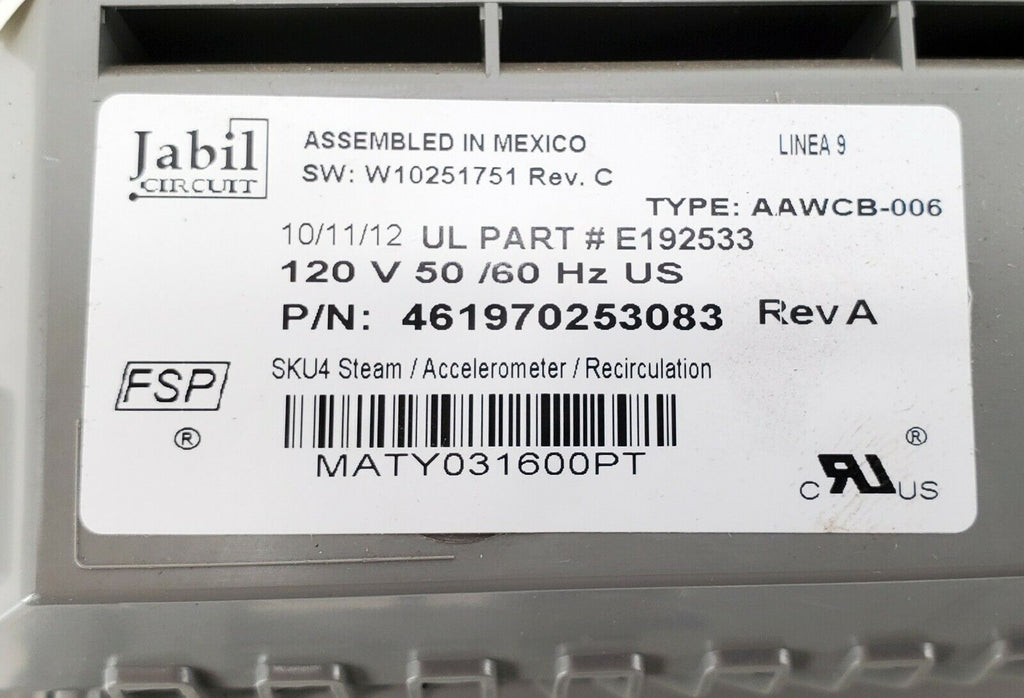 Jabil
CIRCUIT
ASSEMBLED IN MEXICO
LINEA 9
SW: W10251751 Rev. C
TYPE: AAWCB-006
10/11/12 UL PART # E192533
120 V 50 /60 Hz US
P/N: 461970253083 Rev A
FSP
®
SKU4 Steam / Accelerometer / Recirculation
MATY031600PT
®
C RU US